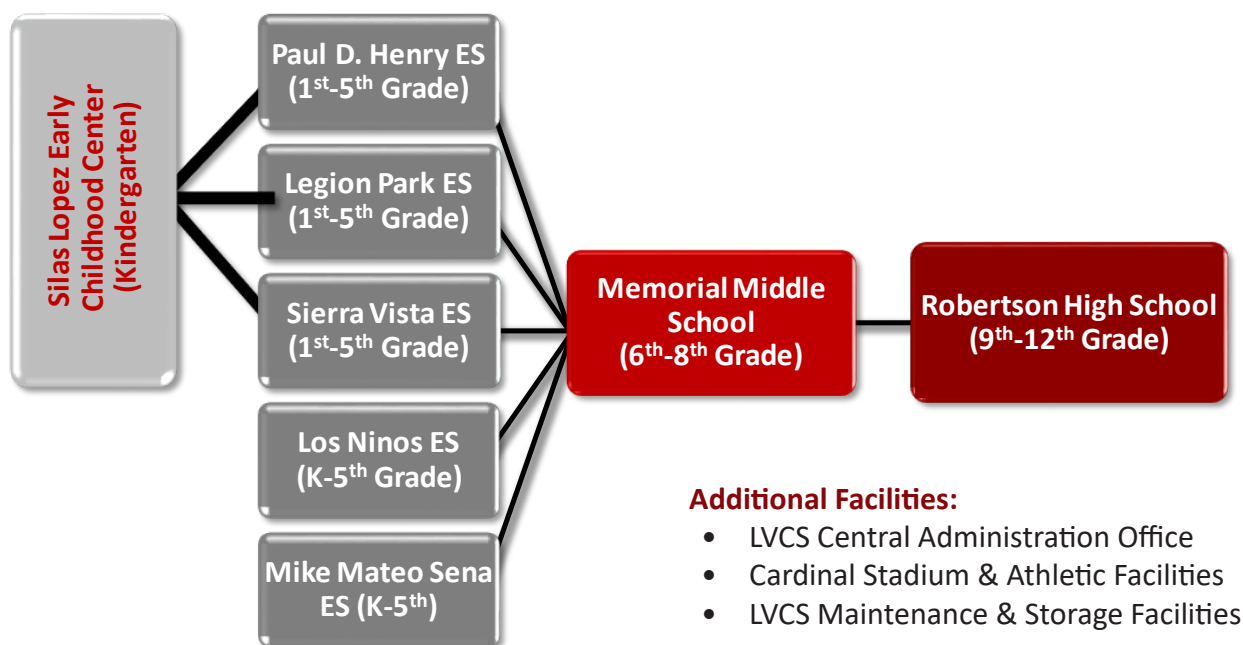 Silas Lopez Early
Childhood Center
(Kindergarten)
Paul D. Henry ES
(1st-5th Grade)
Legion Park ES
(1st-5th Grade)
Sierra Vista ES
(1st-5th Grade)
Los Ninos ES
(K-5th Grade)
Mike Mateo Sena
ES (K-5th)
Memorial Middle
School
(6th-8th Grade)
Robertson High School
(9th-12th Grade)
Additional Facilities:
• LVCS Central Administration Office
• Cardinal Stadium & Athletic Facilities
• LVCS Maintenance & Storage Facilities